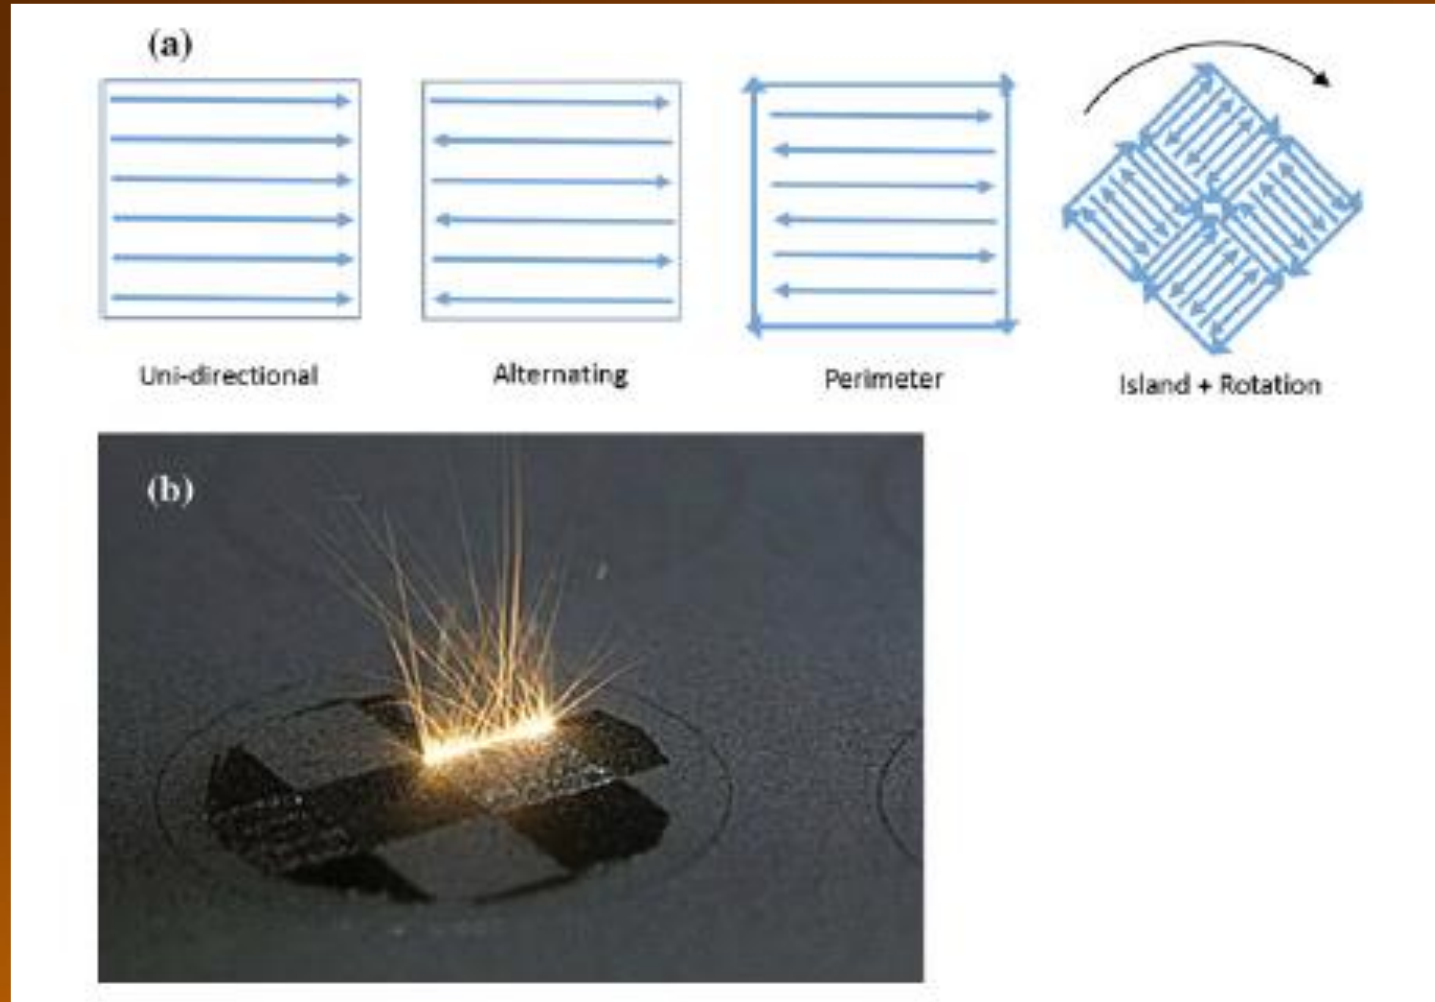 (a)
Uni-directional
Alternating
Perimeter
Island + Rotation
(b)